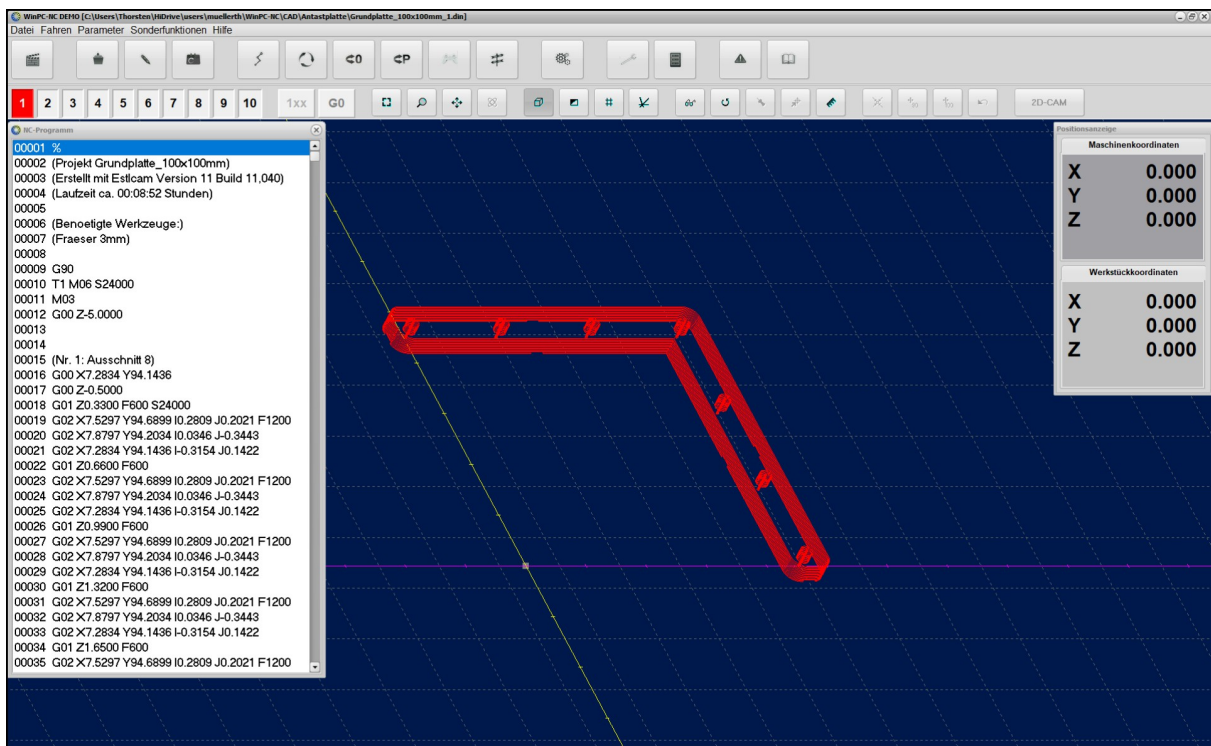 WinPC-NC DEMO [C:\Users\Thorsten\HiDrive\users\muellerth\WinPC-NC\CAD\Antastplatte\Grundplatte_100x100mm_1.din]
Datei Fahren Parameter Sonderfunktionen Hilfe
0 P
1 2 3 4 5 6 7 8 9 10 1xx G0 2D-CAM
NC-Programm
00001 %
00002 (Projekt Grundplatte_100x100mm)
00003 (Erstellt mit Estlcam Version 11 Build 11,040)
00004 (Laufzeit ca. 00:08:52 Stunden)
00005
00006 (Benoetigte Werkzeuge:)
00007 (Fraeser 3mm)
00008
00009 G90
00010 T1 M06 S24000
00011 M03
00012 G00 Z-5.0000
00013
00014
00015 (Nr. 1: Ausschnitt 8)
00016 G00 X7.2834 Y94.1436
00017 G00 Z-0.5000
00018 G01 Z0.3300 F600 S24000
00019 G02 X7.5297 Y94.6899 I0.2809 J0.2021 F1200
00020 G02 X7.8797 Y94.2034 I0.0346 J-0.3443
00021 G02 X7.2834 Y94.1436 I-0.3154 J0.1422
00022 G01 Z0.6600 F600
00023 G02 X7.5297 Y94.6899 I0.2809 J0.2021 F1200
00024 G02 X7.8797 Y94.2034 I0.0346 J-0.3443
00025 G02 X7.2834 Y94.1436 I-0.3154 J0.1422
00026 G01 Z0.9900 F600
00027 G02 X7.5297 Y94.6899 I0.2809 J0.2021 F1200
00028 G02 X7.8797 Y94.2034 I0.0346 J-0.3443
00029 G02 X7.2834 Y94.1436 I-0.3154 J0.1422
00030 G01 Z1.3200 F600
00031 G02 X7.5297 Y94.6899 I0.2809 J0.2021 F1200
00032 G02 X7.8797 Y94.2034 I0.0346 J-0.3443
00033 G02 X7.2834 Y94.1436 I-0.3154 J0.1422
00034 G01 Z1.6500 F600
00035 G02 X7.5297 Y94.6899 I0.2809 J0.2021 F1200
Positionsanzeige
Maschinenkoordinaten
X 0.000
Y 0.000
Z 0.000
Werkstückkoordinaten
X 0.000
Y 0.000
Z 0.000